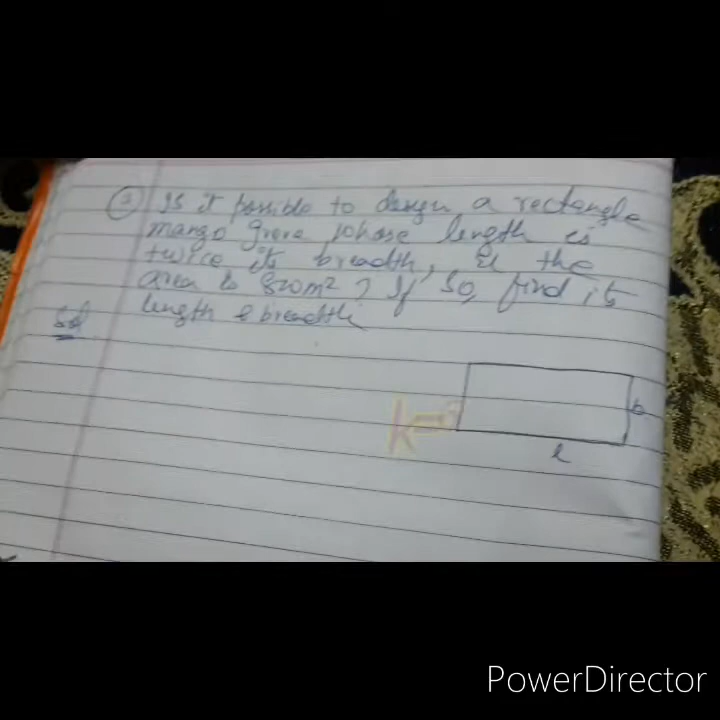 ② Is it possible to design a rectangle
mango grove whose length is
twice its breadth, & the
area is 800m² ? If so, find its
length & breadth
Sol
b
l
PowerDirector